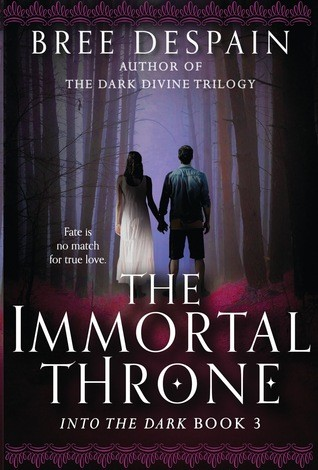 BREE DESPAIN
AUTHOR OF
THE DARK DIVINE TRILOGY
Fate is
no match
for true love.
THE
IMMORTAL
THRONE
INTO THE DARK BOOK 3